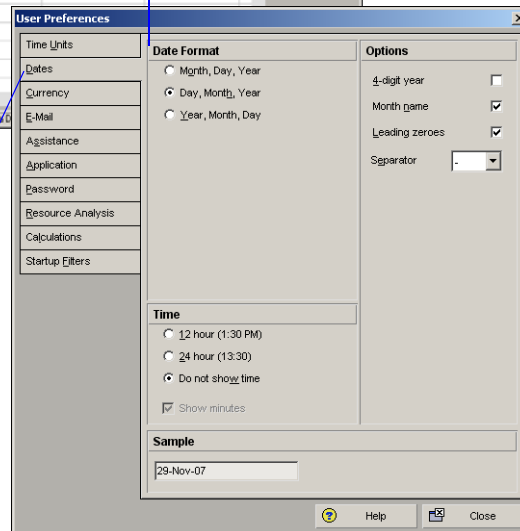 User Preferences
Time Units
Dates
Currency
E-Mail
Assistance
Application
Password
Resource Analysis
Calculations
Startup Filters
Date Format
Month, Day, Year
Day, Month, Year
Year, Month, Day
Options
4-digit year
Month name
Leading zeroes
Separator
-
Time
12 hour (1:30 PM)
24 hour (13:30)
Do not show time
Show minutes
Sample
29-Nov-07
Help
Close